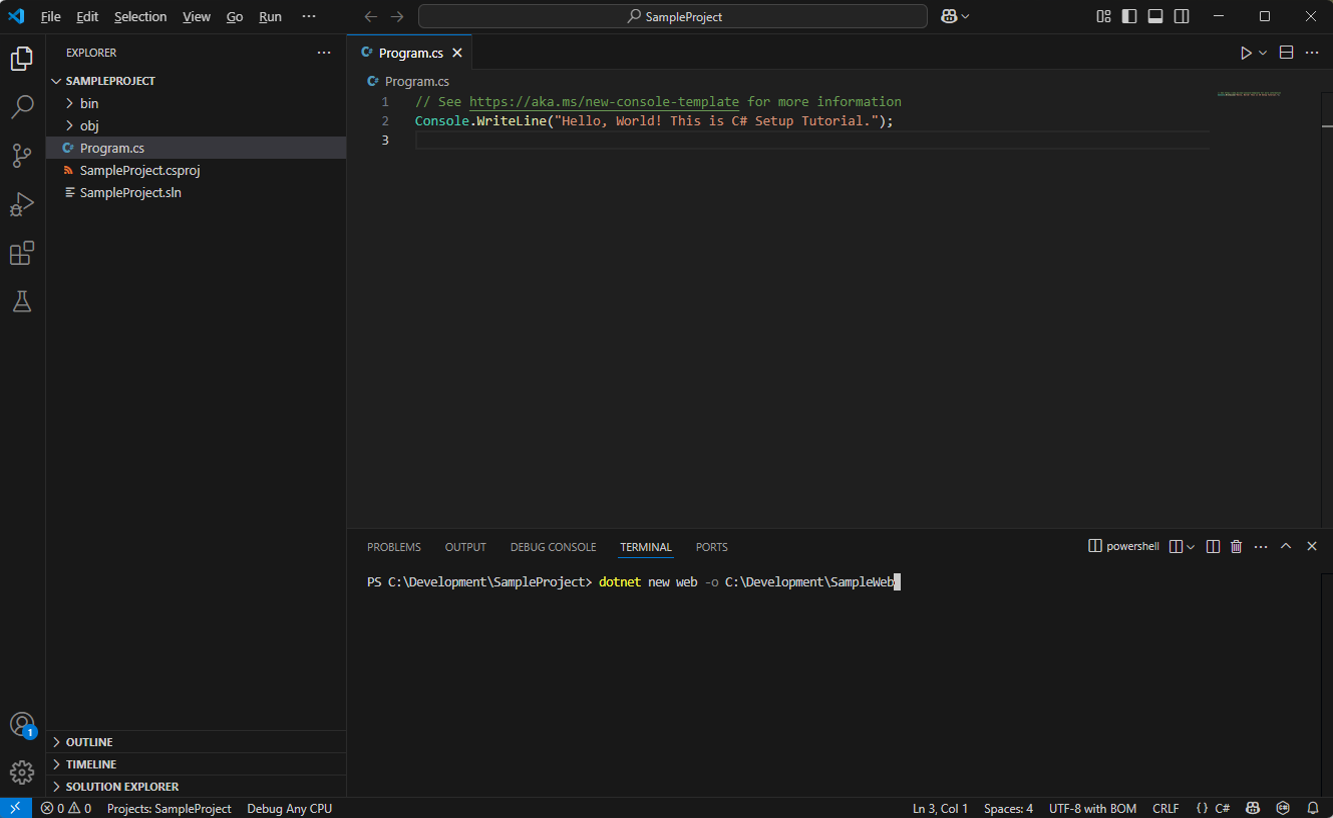 File Edit Selection View Go Run ··· SampleProject
EXPLORER ···
SAMPLEPROJECT
bin
obj
Program.cs
SampleProject.csproj
SampleProject.sln
OUTLINE
TIMELINE
SOLUTION EXPLORER
1
Program.cs
Program.cs
1 // See https://aka.ms/new-console-template for more information
2 Console.WriteLine("Hello, World! This is C# Setup Tutorial.");
3
PROBLEMS OUTPUT DEBUG CONSOLE TERMINAL PORTS powershell
PS C:\Development\SampleProject> dotnet new web -o C:\Development\SampleWeb
0 0 Projects: SampleProject Debug Any CPU Ln 3, Col 1 Spaces: 4 UTF-8 with BOM CRLF {} C#